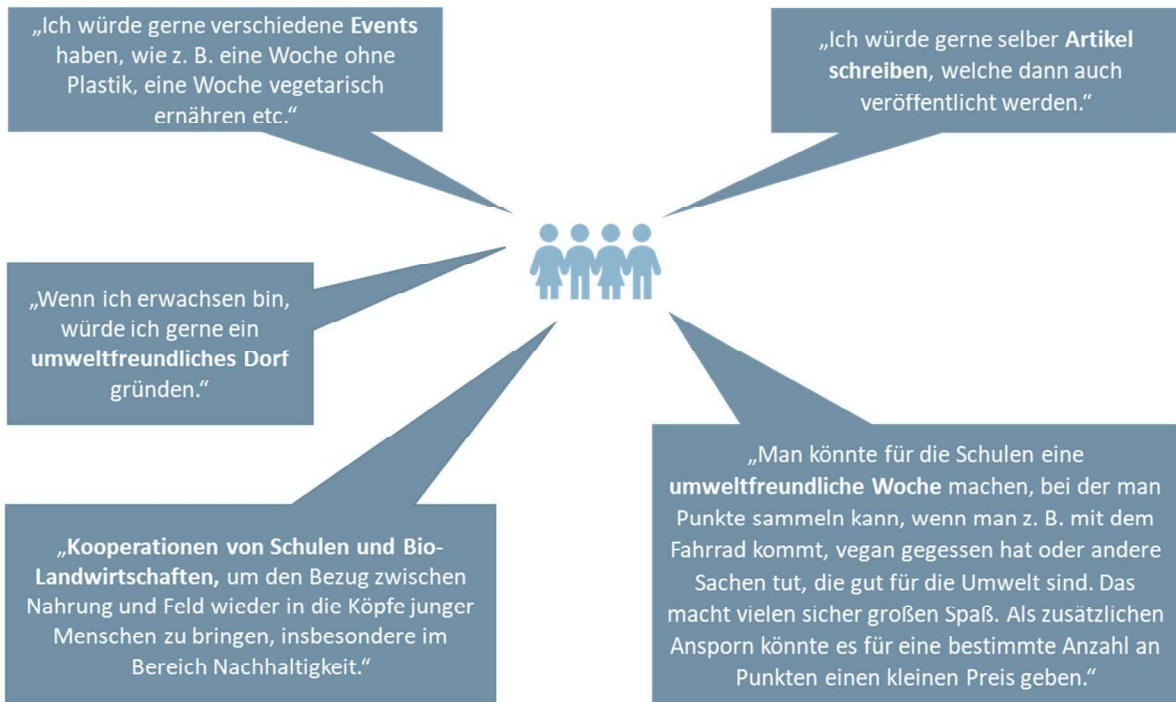 „Ich würde gerne verschiedene Events
haben, wie z. B. eine Woche ohne
Plastik, eine Woche vegetarisch
ernähren etc.“
„Ich würde gerne selber Artikel
schreiben, welche dann auch
veröffentlicht werden.“
„Wenn ich erwachsen bin,
würde ich gerne ein
umweltfreundliches Dorf
gründen.“
„Kooperationen von Schulen und Bio-
Landwirtschaften, um den Bezug zwischen
Nahrung und Feld wieder in die Köpfe junger
Menschen zu bringen, insbesondere im
Bereich Nachhaltigkeit.“
„Man könnte für die Schulen eine
umweltfreundliche Woche machen, bei der man
Punkte sammeln kann, wenn man z. B. mit dem
Fahrrad kommt, vegan gegessen hat oder andere
Sachen tut, die gut für die Umwelt sind. Das
macht vielen sicher großen Spaß. Als zusätzlichen
Ansporn könnte es für eine bestimmte Anzahl an
Punkten einen kleinen Preis geben.“